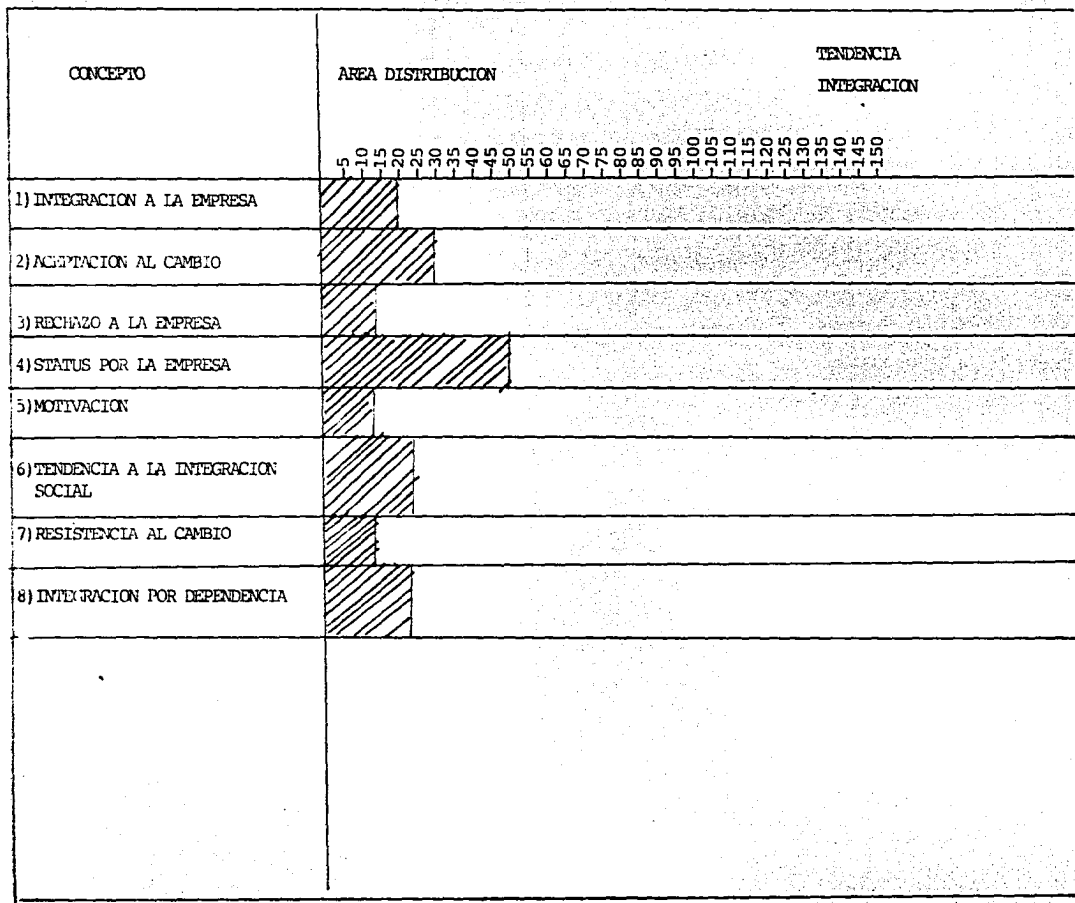 CONCEPTO
AREA DISTRIBUCION
TENDENCIA
INTEGRACION
-5
-10
-15
-20
-25
-30
-35
-40
-45
-50
-55
-60
-65
-70
-75
-80
-85
-90
-95
-100
-105
-110
-115
-120
-125
-130
-135
-140
-145
-150
1) INTEGRACION A LA EMPRESA
2) ACEPTACION AL CAMBIO
3) RECHAZO A LA EMPRESA
4) STATUS POR LA EMPRESA
5) MOTIVACION
6) TENDENCIA A LA INTEGRACION
SOCIAL
7) RESISTENCIA AL CAMBIO
8) INTEGRACION POR DEPENDENCIA